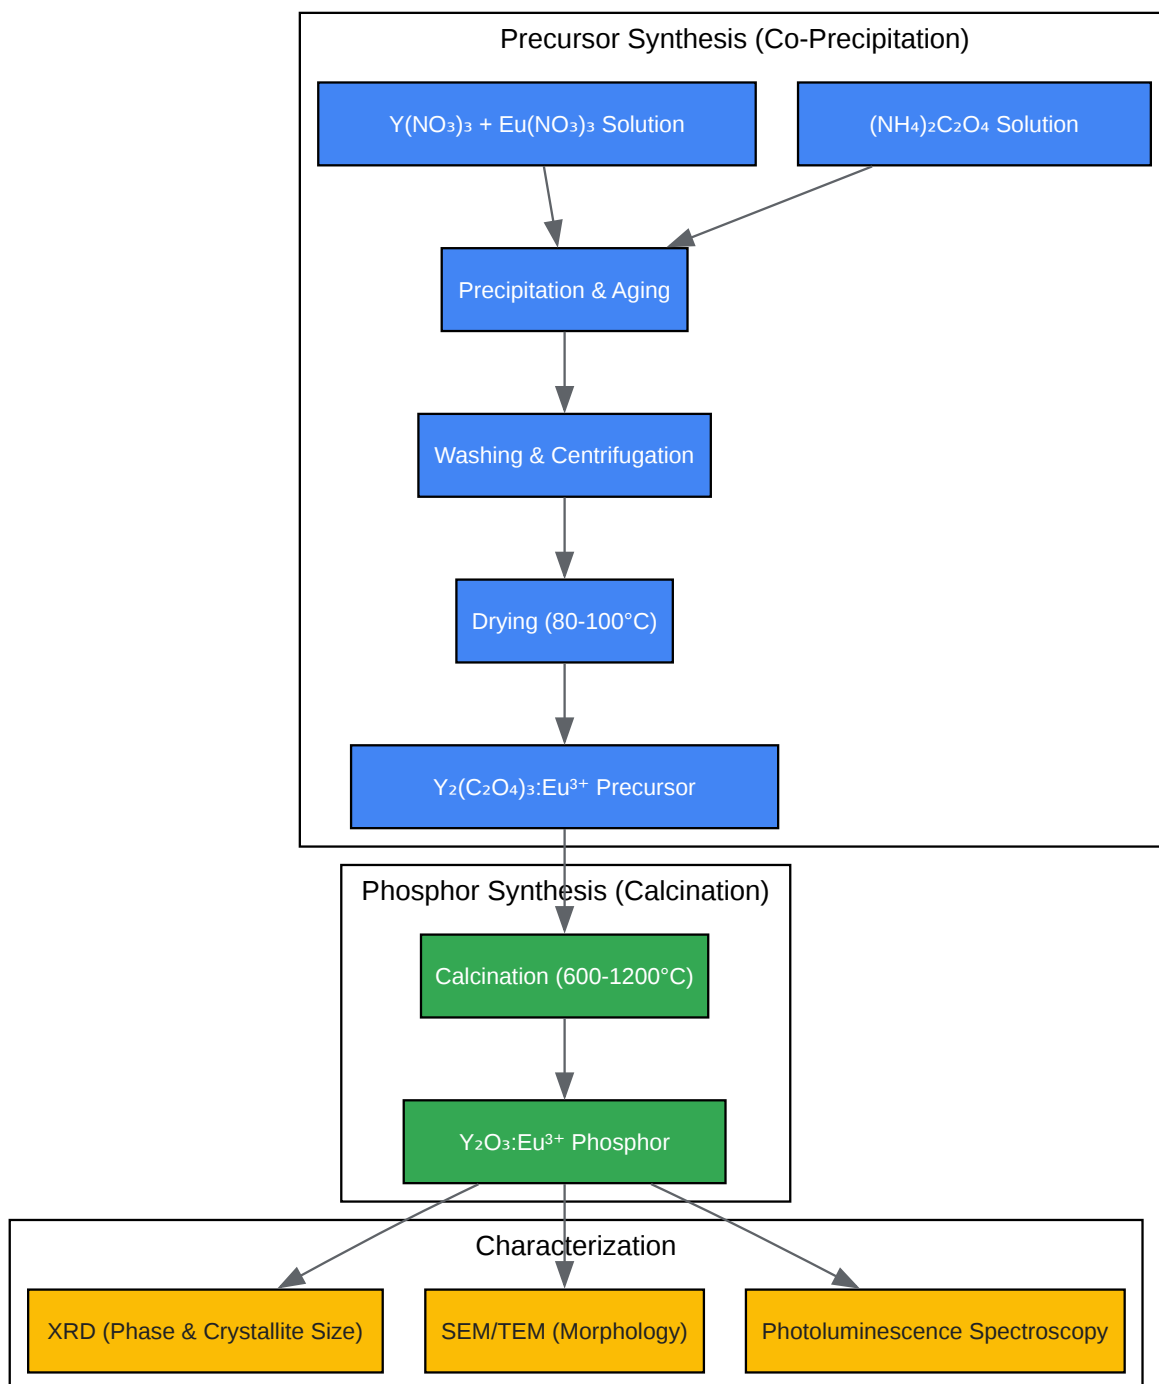 Precursor Synthesis (Co-Precipitation)
Y(NO₃)₃ + Eu(NO₃)₃ Solution
(NH₄)₂C₂O₄ Solution
Precipitation & Aging
Washing & Centrifugation
Drying (80-100°C)
Y₂(C₂O₄)₃:Eu³⁺ Precursor
Phosphor Synthesis (Calcination)
Calcination (600-1200°C)
Y₂O₃:Eu³⁺ Phosphor
Characterization
XRD (Phase & Crystallite Size)
SEM/TEM (Morphology)
Photoluminescence Spectroscopy